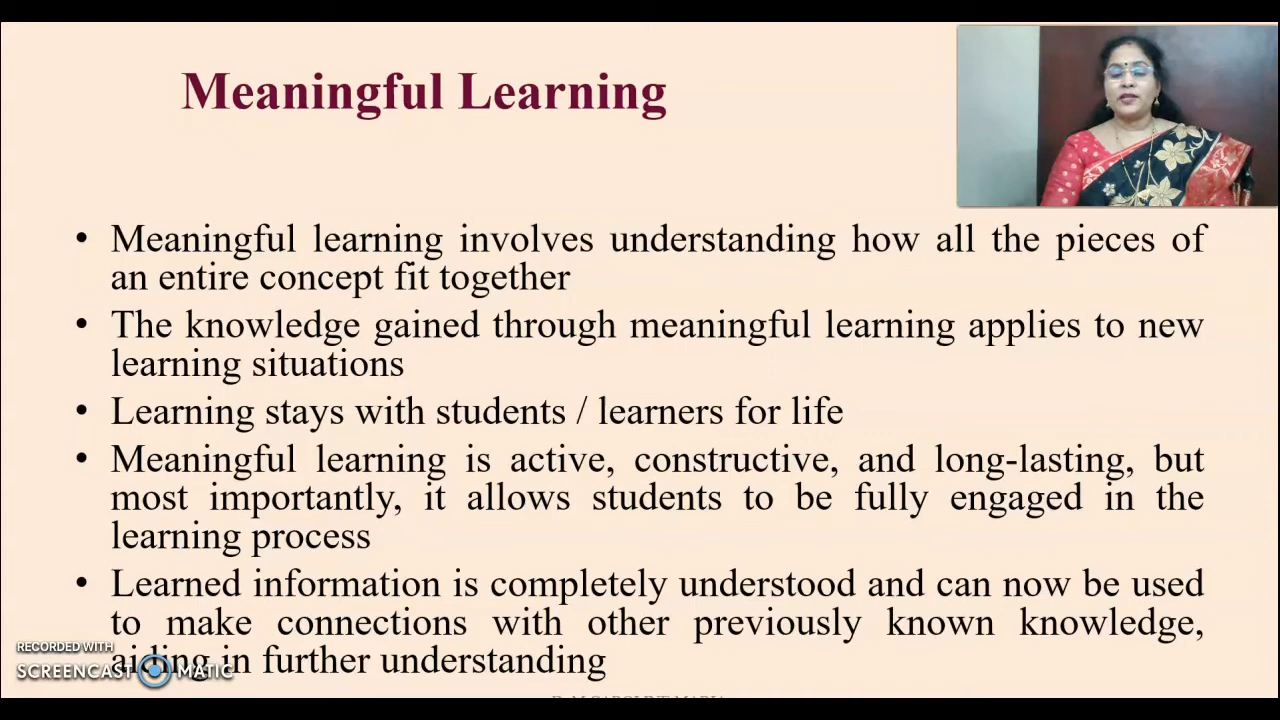 Meaningful Learning
• Meaningful learning involves understanding how all the pieces of
an entire concept fit together
• The knowledge gained through meaningful learning applies to new
learning situations
• Learning stays with students / learners for life
• Meaningful learning is active, constructive, and long-lasting, but
most importantly, it allows students to be fully engaged in the
learning process
• Learned information is completely understood and can now be used
to make connections with other previously known knowledge,
aiding in further understanding
RECORDED WITH
SCREENCAST MATIC